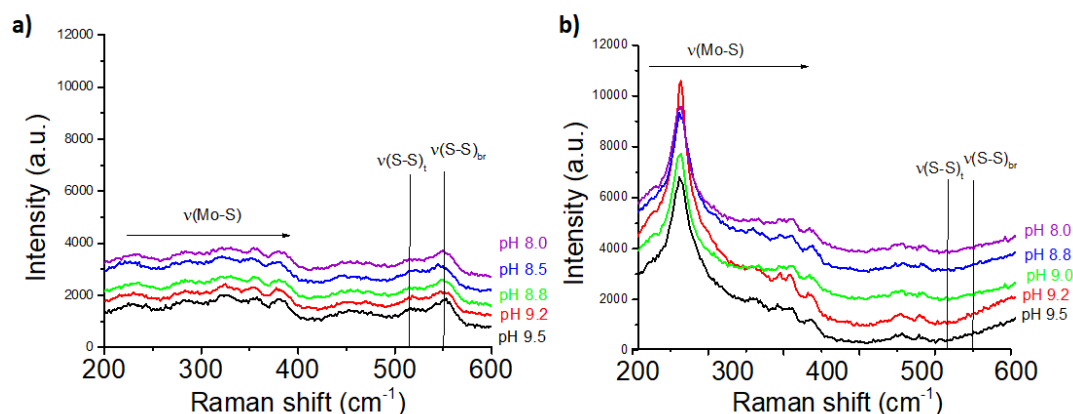 a)
12000
10000
8000
6000
4000
2000
0
Intensity (a.u.)
ν(Mo-S)
ν(S-S)t
ν(S-S)br
pH 8.0
pH 8.5
pH 8.8
pH 9.2
pH 9.5
200 300 400 500 600
Raman shift (cm-1)
b)
12000
10000
8000
6000
4000
2000
0
Intensity (a.u.)
ν(Mo-S)
ν(S-S)t
ν(S-S)br
pH 8.0
pH 8.8
pH 9.0
pH 9.2
pH 9.5
200 300 400 500 600
Raman shift (cm-1)